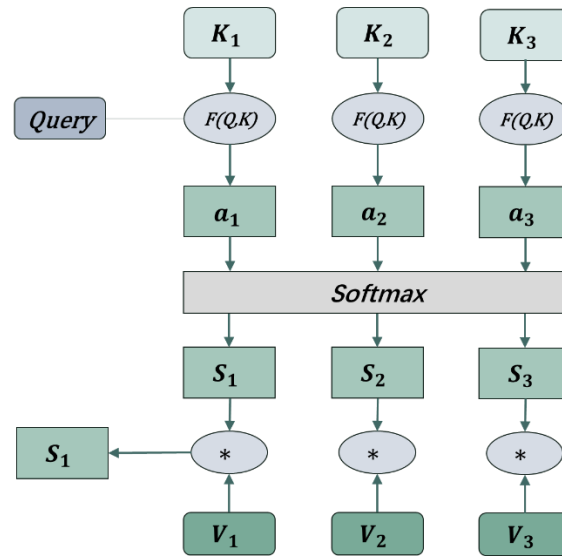 K₁ K₂ K₃
Query F(Q,K) F(Q,K) F(Q,K)
a₁ a₂ a₃
Softmax
S₁ S₂ S₃
S₁ * * *
V₁ V₂ V₃